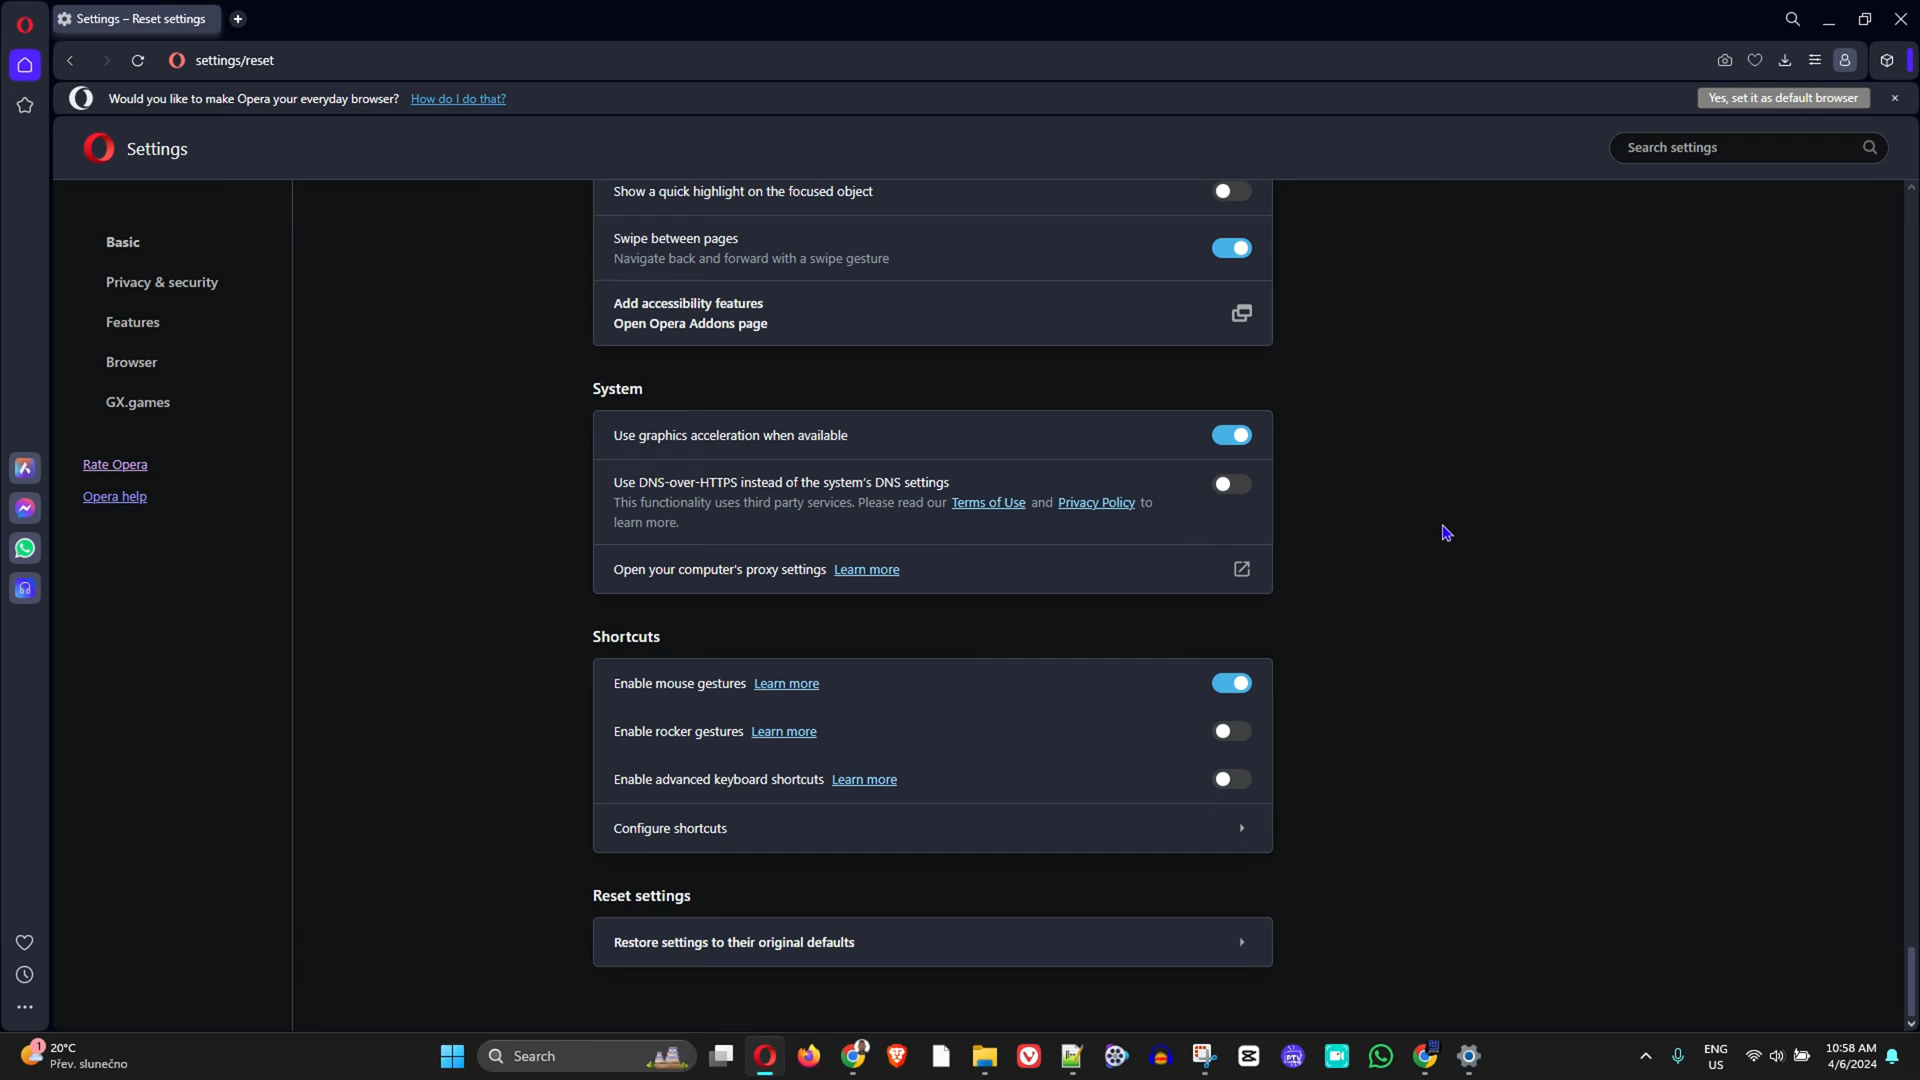 Settings – Reset settings
settings/reset
Would you like to make Opera your everyday browser? How do I do that?
Yes, set it as default browser
Settings
Search settings
Basic
Privacy & security
Features
Browser
GX.games
Rate Opera
Opera help
Show a quick highlight on the focused object
Swipe between pages
Navigate back and forward with a swipe gesture
Add accessibility features
Open Opera Addons page
System
Use graphics acceleration when available
Use DNS-over-HTTPS instead of the system's DNS settings
This functionality uses third party services. Please read our Terms of Use and Privacy Policy to
learn more.
Open your computer's proxy settings Learn more
Shortcuts
Enable mouse gestures Learn more
Enable rocker gestures Learn more
Enable advanced keyboard shortcuts Learn more
Configure shortcuts
Reset settings
Restore settings to their original defaults
1
20°C
Přev. slunečno
Search
ENG
US
10:58 AM
4/6/2024